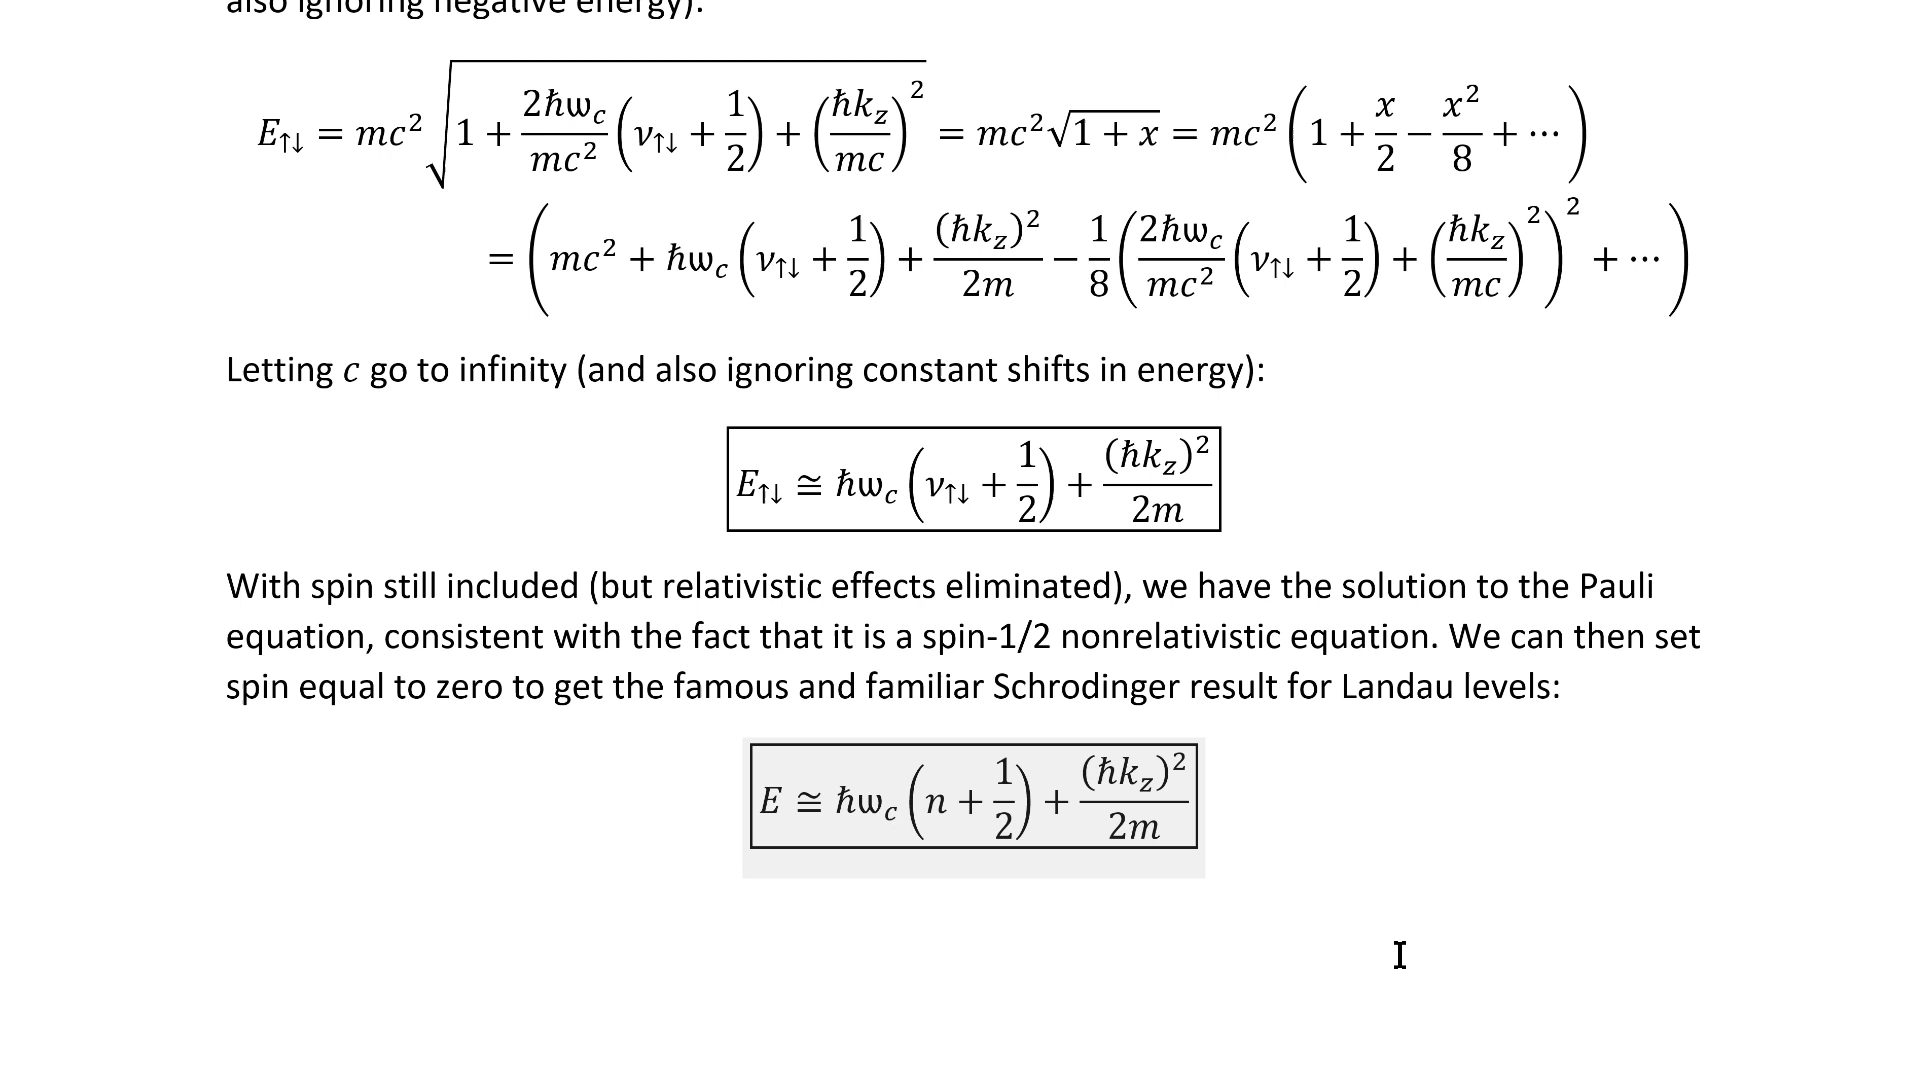 also ignoring negative energy).
E↑↓ = mc² √(1 + 2ħω_c/mc² (ν↑↓ + 1/2) + (ħk_z/mc)²) = mc²√(1 + x) = mc² (1 + x/2 − x²/8 + ⋯)
= (mc² + ħω_c (ν↑↓ + 1/2) + (ħk_z)²/2m − 1/8 (2ħω_c/mc² (ν↑↓ + 1/2) + (ħk_z/mc)²)² + ⋯)
Letting c go to infinity (and also ignoring constant shifts in energy):
E↑↓ ≅ ħω_c (ν↑↓ + 1/2) + (ħk_z)²/2m
With spin still included (but relativistic effects eliminated), we have the solution to the Pauli
equation, consistent with the fact that it is a spin-1/2 nonrelativistic equation. We can then set
spin equal to zero to get the famous and familiar Schrodinger result for Landau levels:
E ≅ ħω_c (n + 1/2) + (ħk_z)²/2m